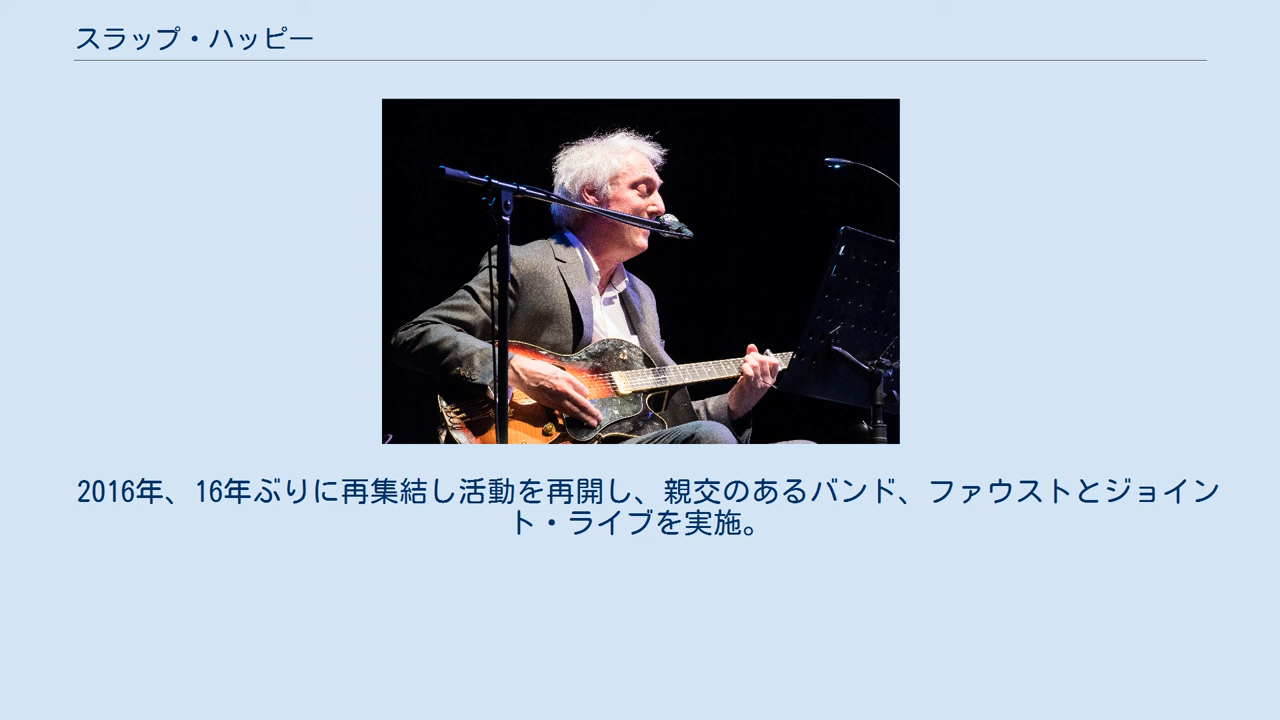 スラップ・ハッピー
2016年、16年ぶりに再集結し活動を再開し、親交のあるバンド、ファウストとジョイン
ト・ライブを実施。